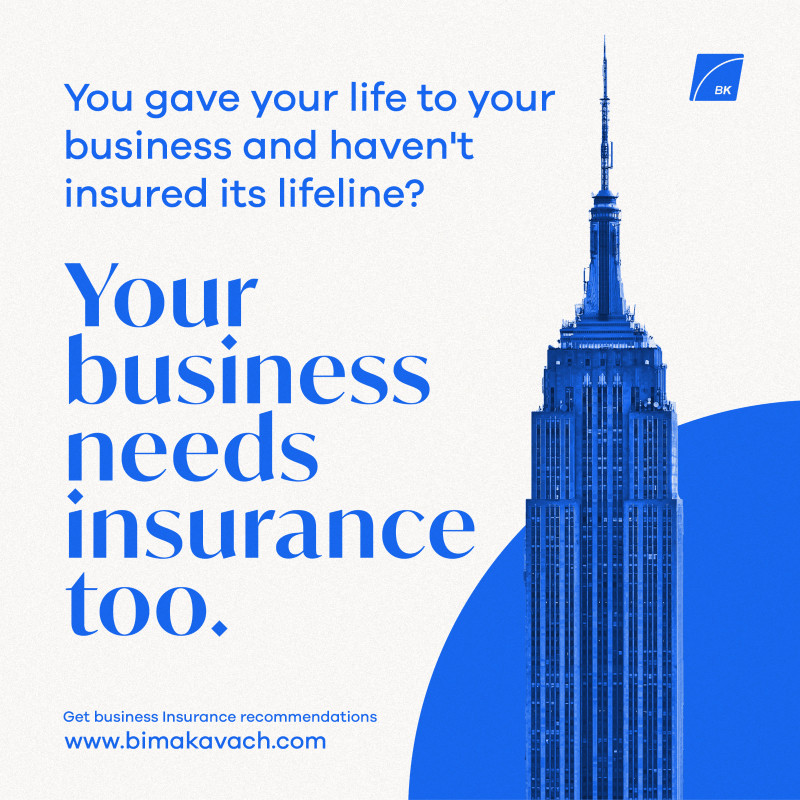 BK
You gave your life to your
business and haven't
insured its lifeline?
Your
business
needs
insurance
too.
Get business Insurance recommendations
www.bimakavach.com